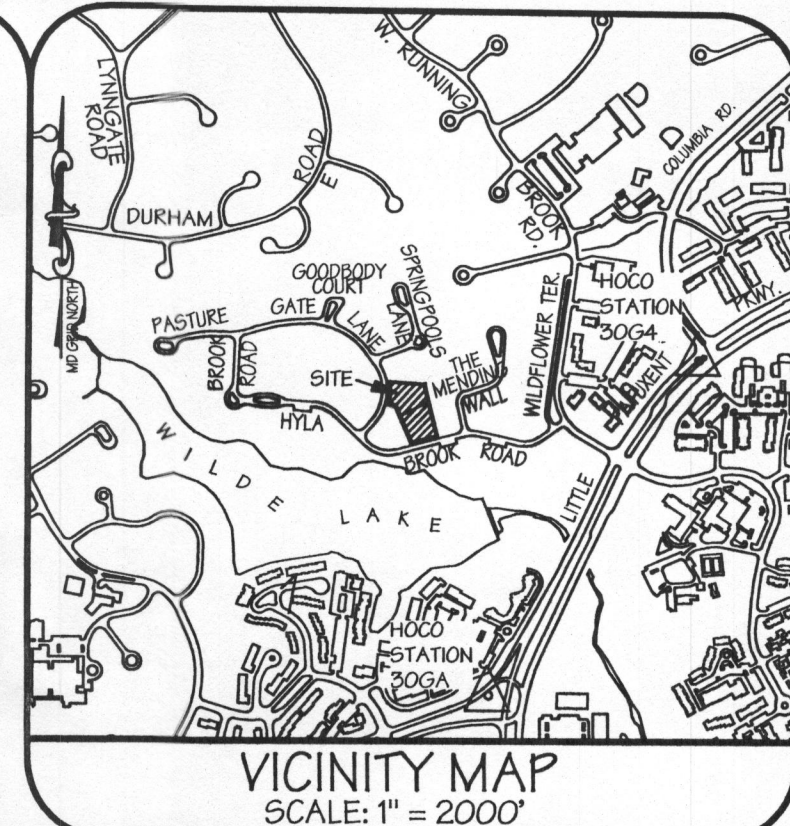 W. RUNNING
BROOK
RD.
COLUMBIA RD.
LYNNGATE
ROAD
DURHAM
ROAD
E
MD GRID NORTH
GOODBODY
COURT
SPRINGPOOLS
LANE
PASTURE
GATE
LANE
BROOK
ROAD
SITE
HYLA
BROOK ROAD
THE
MENDING
WALL
WILDFLOWER TER.
HOCO
STATION
30G4
LITTLE
PATUXENT
PKWY.
WILDE LAKE
HOCO
STATION
30GA
VICINITY MAP
SCALE: 1" = 2000'